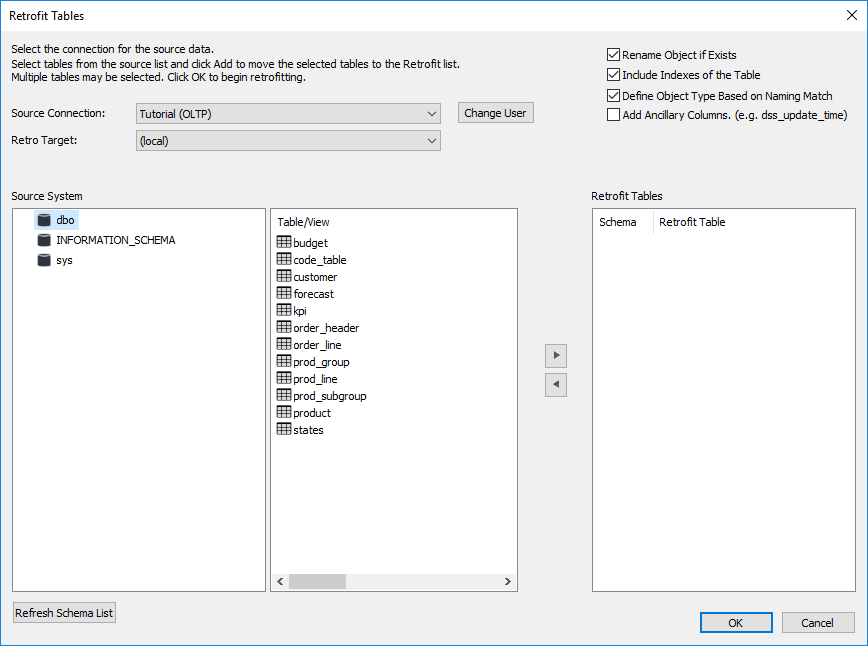 Retrofit Tables
Select the connection for the source data.
Select tables from the source list and click Add to move the selected tables to the Retrofit list.
Multiple tables may be selected. Click OK to begin retrofitting.
Rename Object if Exists
Include Indexes of the Table
Define Object Type Based on Naming Match
Add Ancillary Columns. (e.g. dss_update_time)
Source Connection:
Tutorial (OLTP)
Change User
Retro Target:
(local)
Source System
dbo
INFORMATION_SCHEMA
sys
Table/View
budget
code_table
customer
forecast
kpi
order_header
order_line
prod_group
prod_line
prod_subgroup
product
states
Retrofit Tables
Schema
Retrofit Table
Refresh Schema List
OK
Cancel